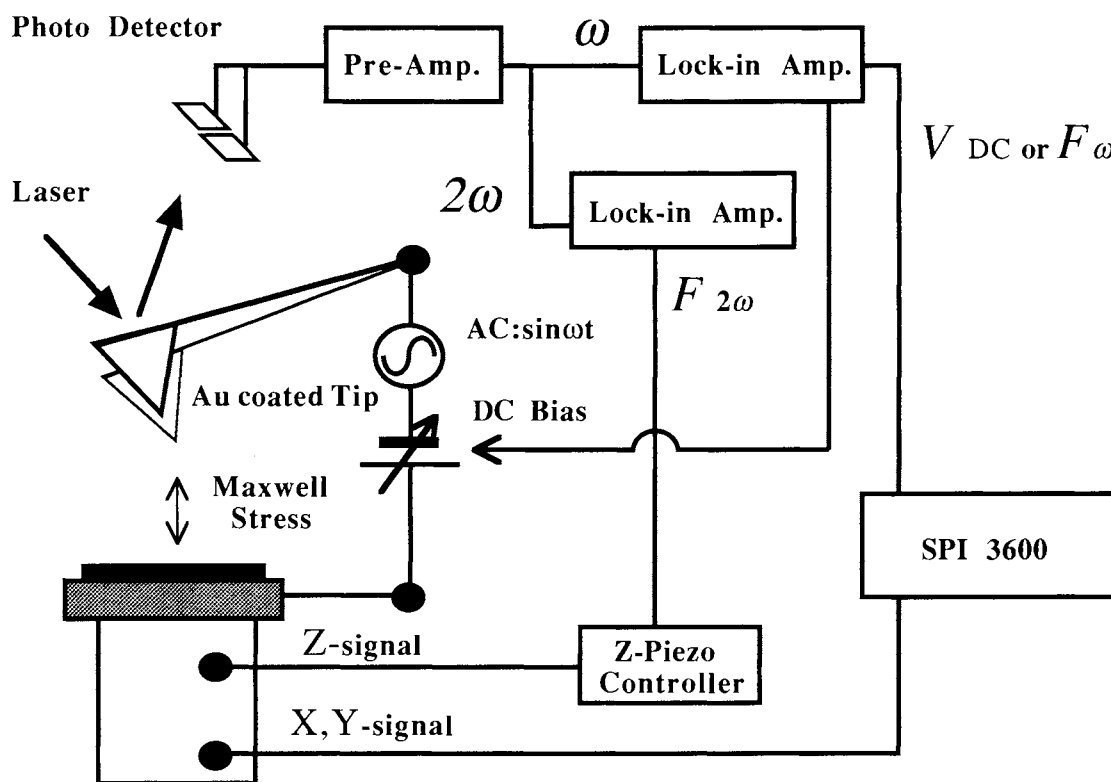 Photo Detector
Pre-Amp.
ω
Lock-in Amp.
V DC or F ω
Laser
2ω
Lock-in Amp.
F 2ω
AC:sinωt
Au coated Tip
DC Bias
Maxwell
Stress
SPI 3600
Z-signal
Z-Piezo
Controller
X,Y-signal